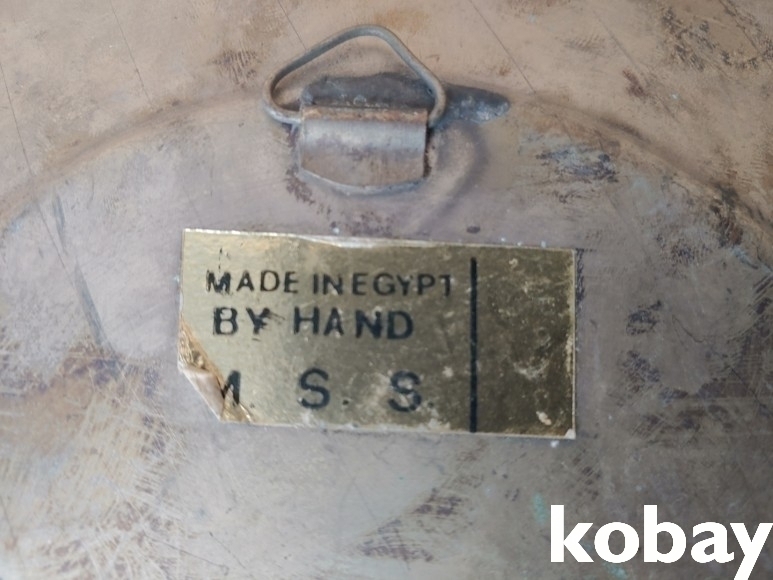 MADE IN EGYPT
BY HAND
S. S.
kobay